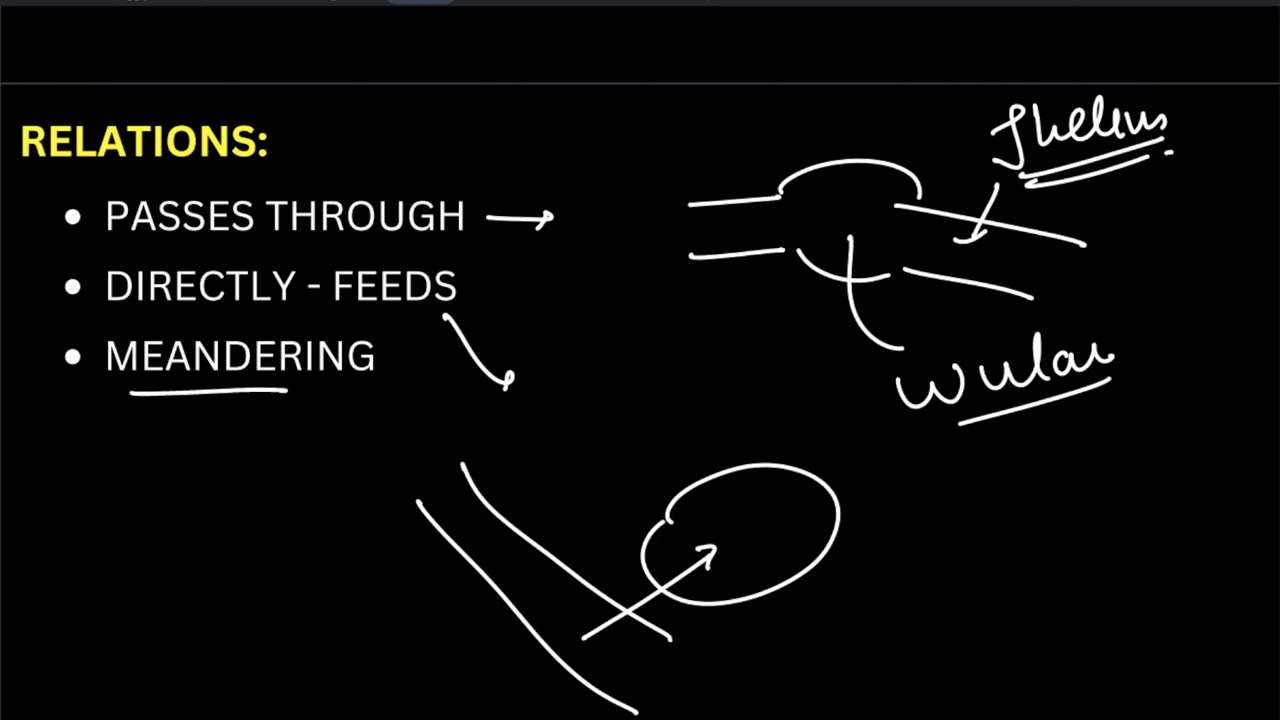 RELATIONS:
• PASSES THROUGH →
• DIRECTLY - FEEDS
• MEANDERING
Jhelum
Wular